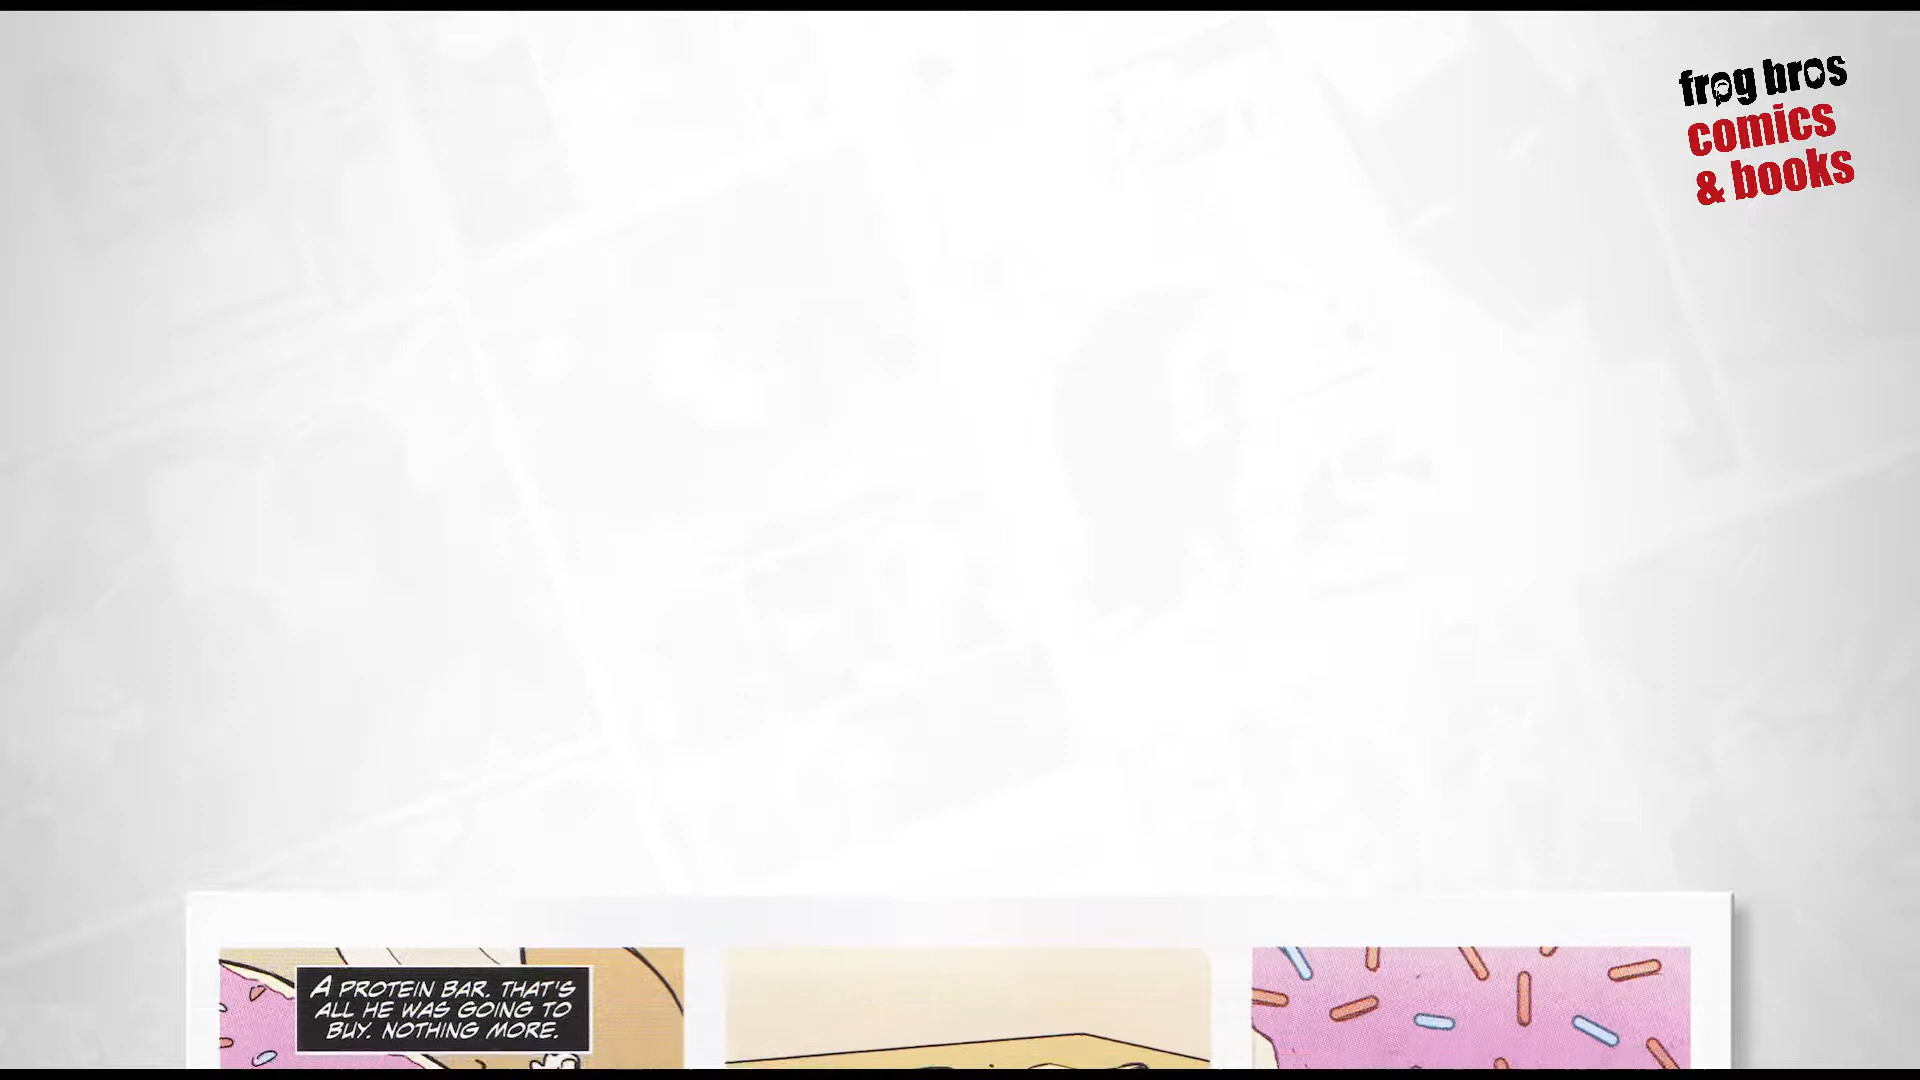 frog bros
comics
& books
A PROTEIN BAR. THAT'S
ALL HE WAS GOING TO
BUY. NOTHING MORE.